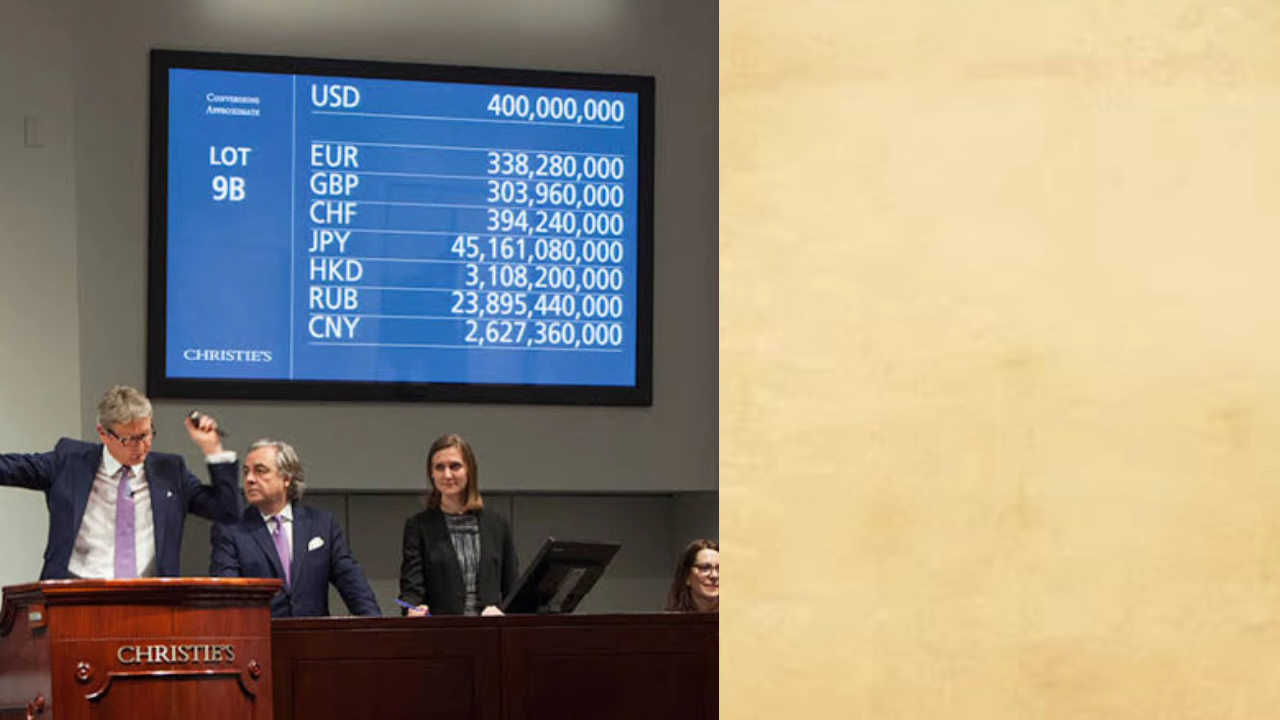 CONVERSIONS
APPROXIMATE
LOT
9B
CHRISTIE'S
USD 400,000,000
EUR 338,280,000
GBP 303,960,000
CHF 394,240,000
JPY 45,161,080,000
HKD 3,108,200,000
RUB 23,895,440,000
CNY 2,627,360,000
CHRISTIE'S